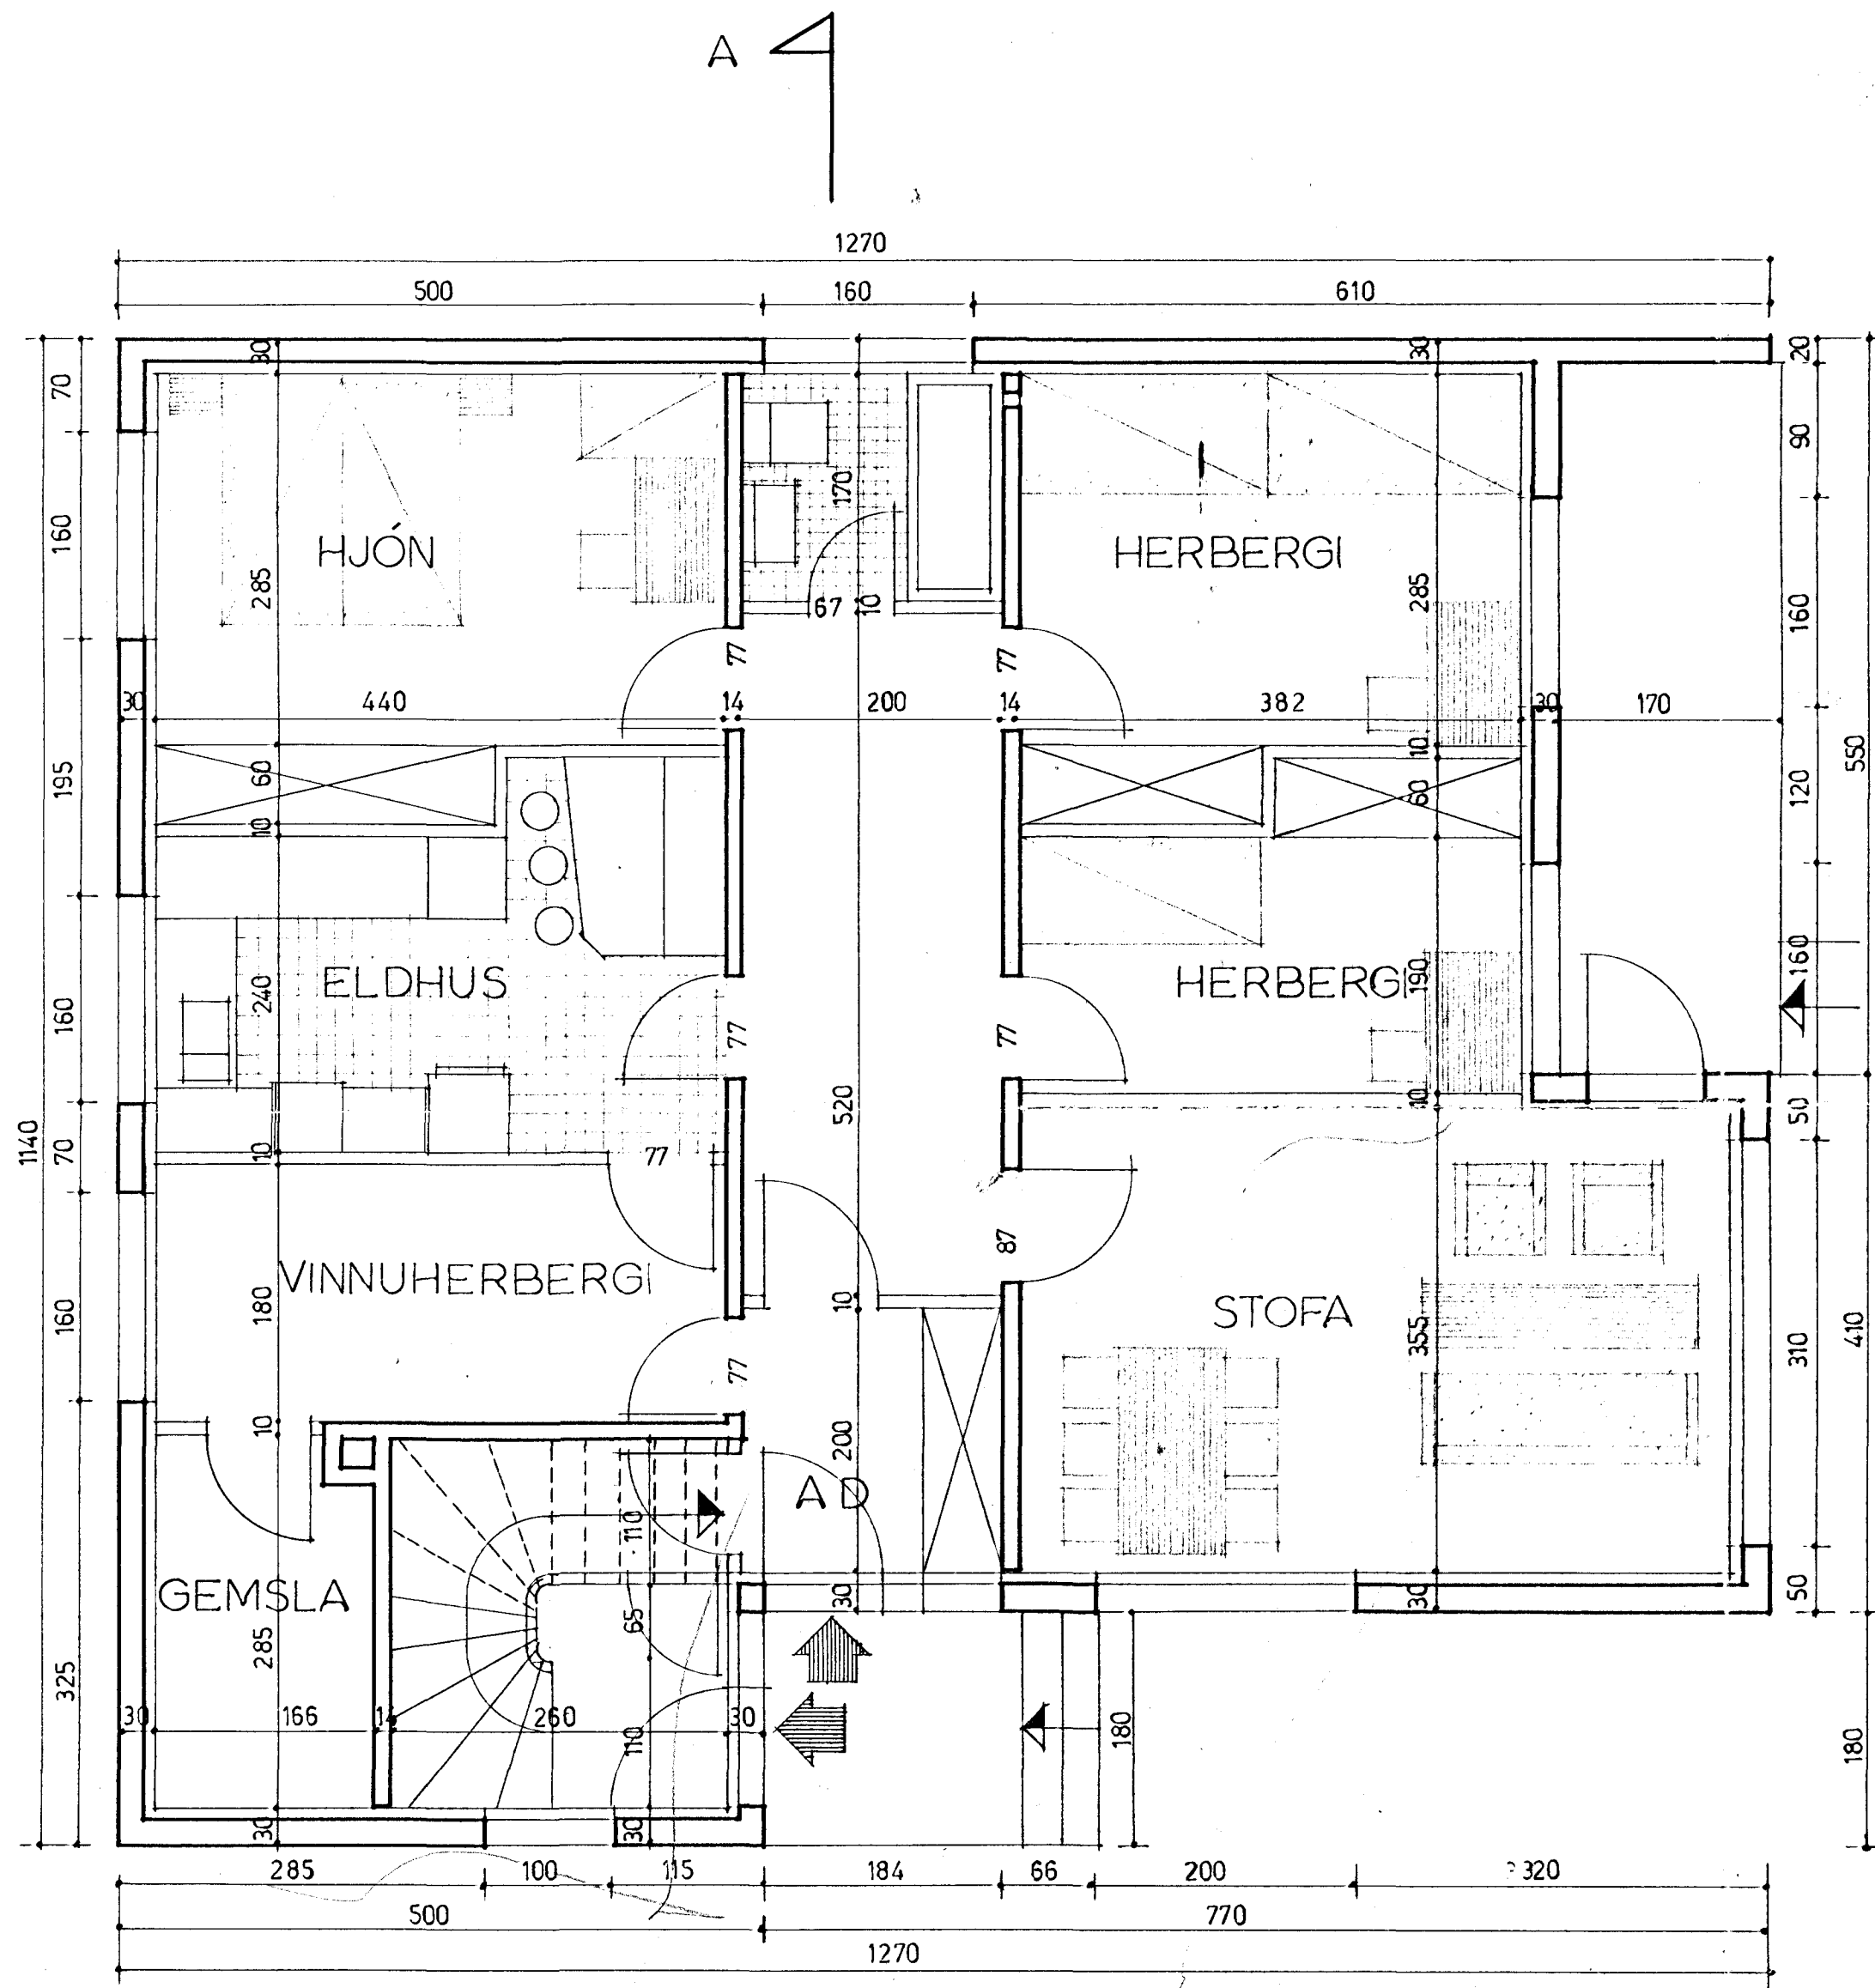 A
1270
500 160 610
30 30 20
70 90
HJÓN 170 HERBERGI
160 285 67 10 285 160
77 77
30 440 14 200 14 382 30 170
195 60 10 10 60 120 550
ELDHUS HERBERGI
160 240 77 77 190 160
1140 520
70 10 77 10 50
VINNUHERBERGI 87 STOFA
160 180 10 355 310 410
77
10 200
110 A D
GEMSLA
325 285 65 30 30 50
30 166 14 260 30 110 180 180
30 30
285 100 115 184 66 200 320
500 770
1270